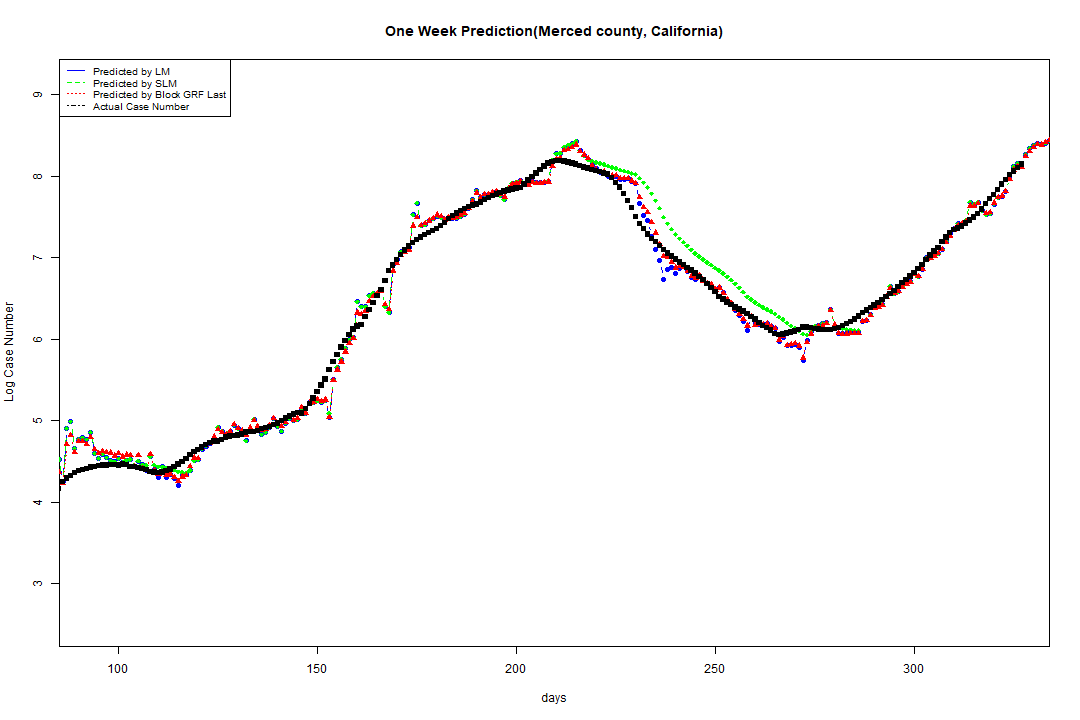 One Week Prediction(Merced county, California)
Predicted by LM
Predicted by SLM
Predicted by Block GRF Last
Actual Case Number
9
8
7
6
5
4
3
Log Case Number
100 150 200 250 300
days